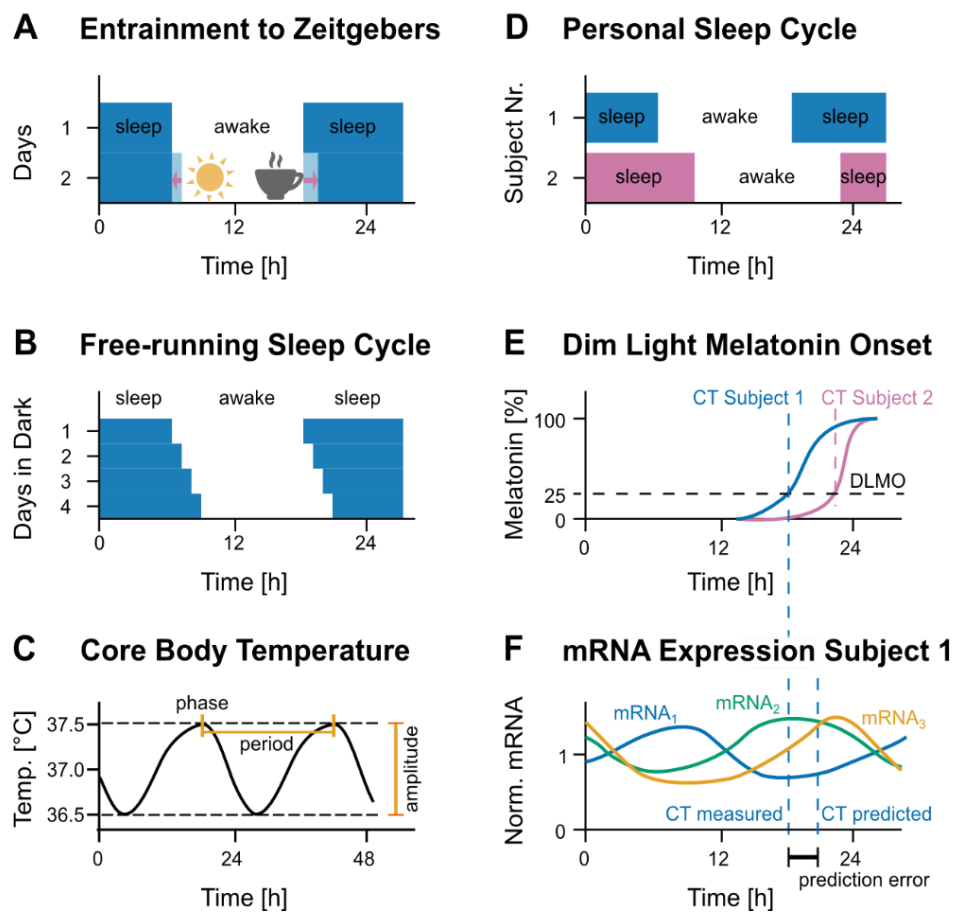 A Entrainment to Zeitgebers
Days
1
2
sleep
awake
sleep
0
12
24
Time [h]
B Free-running Sleep Cycle
sleep
awake
sleep
Days in Dark
1
2
3
4
0
12
24
Time [h]
C Core Body Temperature
Temp. [°C]
37.5
37.0
36.5
phase
period
amplitude
0
24
48
Time [h]
D Personal Sleep Cycle
Subject Nr.
1
2
sleep
awake
sleep
sleep
awake
sleep
0
12
24
Time [h]
E Dim Light Melatonin Onset
CT Subject 1
CT Subject 2
Melatonin [%]
100
25
0
DLMO
0
12
24
Time [h]
F mRNA Expression Subject 1
Norm. mRNA
1
0
mRNA₁
mRNA₂
mRNA₃
CT measured
CT predicted
0
12
24
prediction error
Time [h]